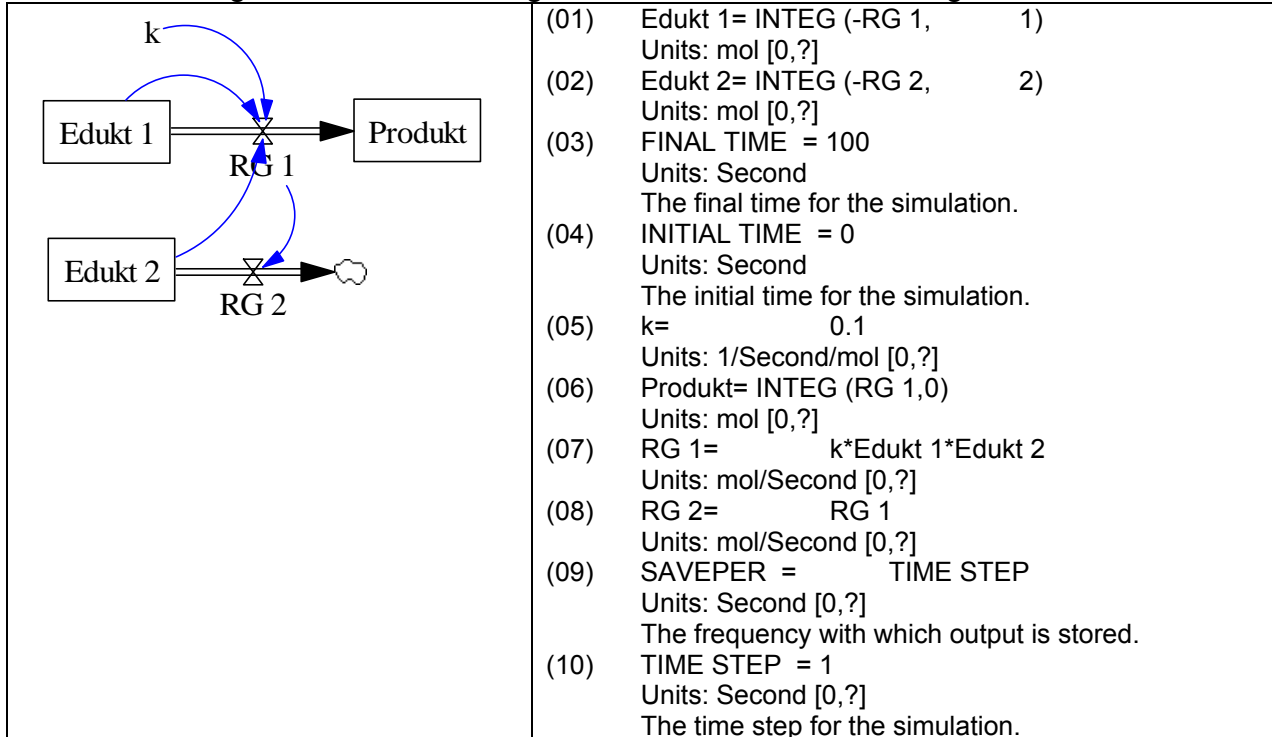 k
Edukt 1
Produkt
RG 1
Edukt 2
RG 2
(01) Edukt 1= INTEG (-RG 1, 1)
Units: mol [0,?]
(02) Edukt 2= INTEG (-RG 2, 2)
Units: mol [0,?]
(03) FINAL TIME = 100
Units: Second
The final time for the simulation.
(04) INITIAL TIME = 0
Units: Second
The initial time for the simulation.
(05) k= 0.1
Units: 1/Second/mol [0,?]
(06) Produkt= INTEG (RG 1,0)
Units: mol [0,?]
(07) RG 1= k*Edukt 1*Edukt 2
Units: mol/Second [0,?]
(08) RG 2= RG 1
Units: mol/Second [0,?]
(09) SAVEPER = TIME STEP
Units: Second [0,?]
The frequency with which output is stored.
(10) TIME STEP = 1
Units: Second [0,?]
The time step for the simulation.